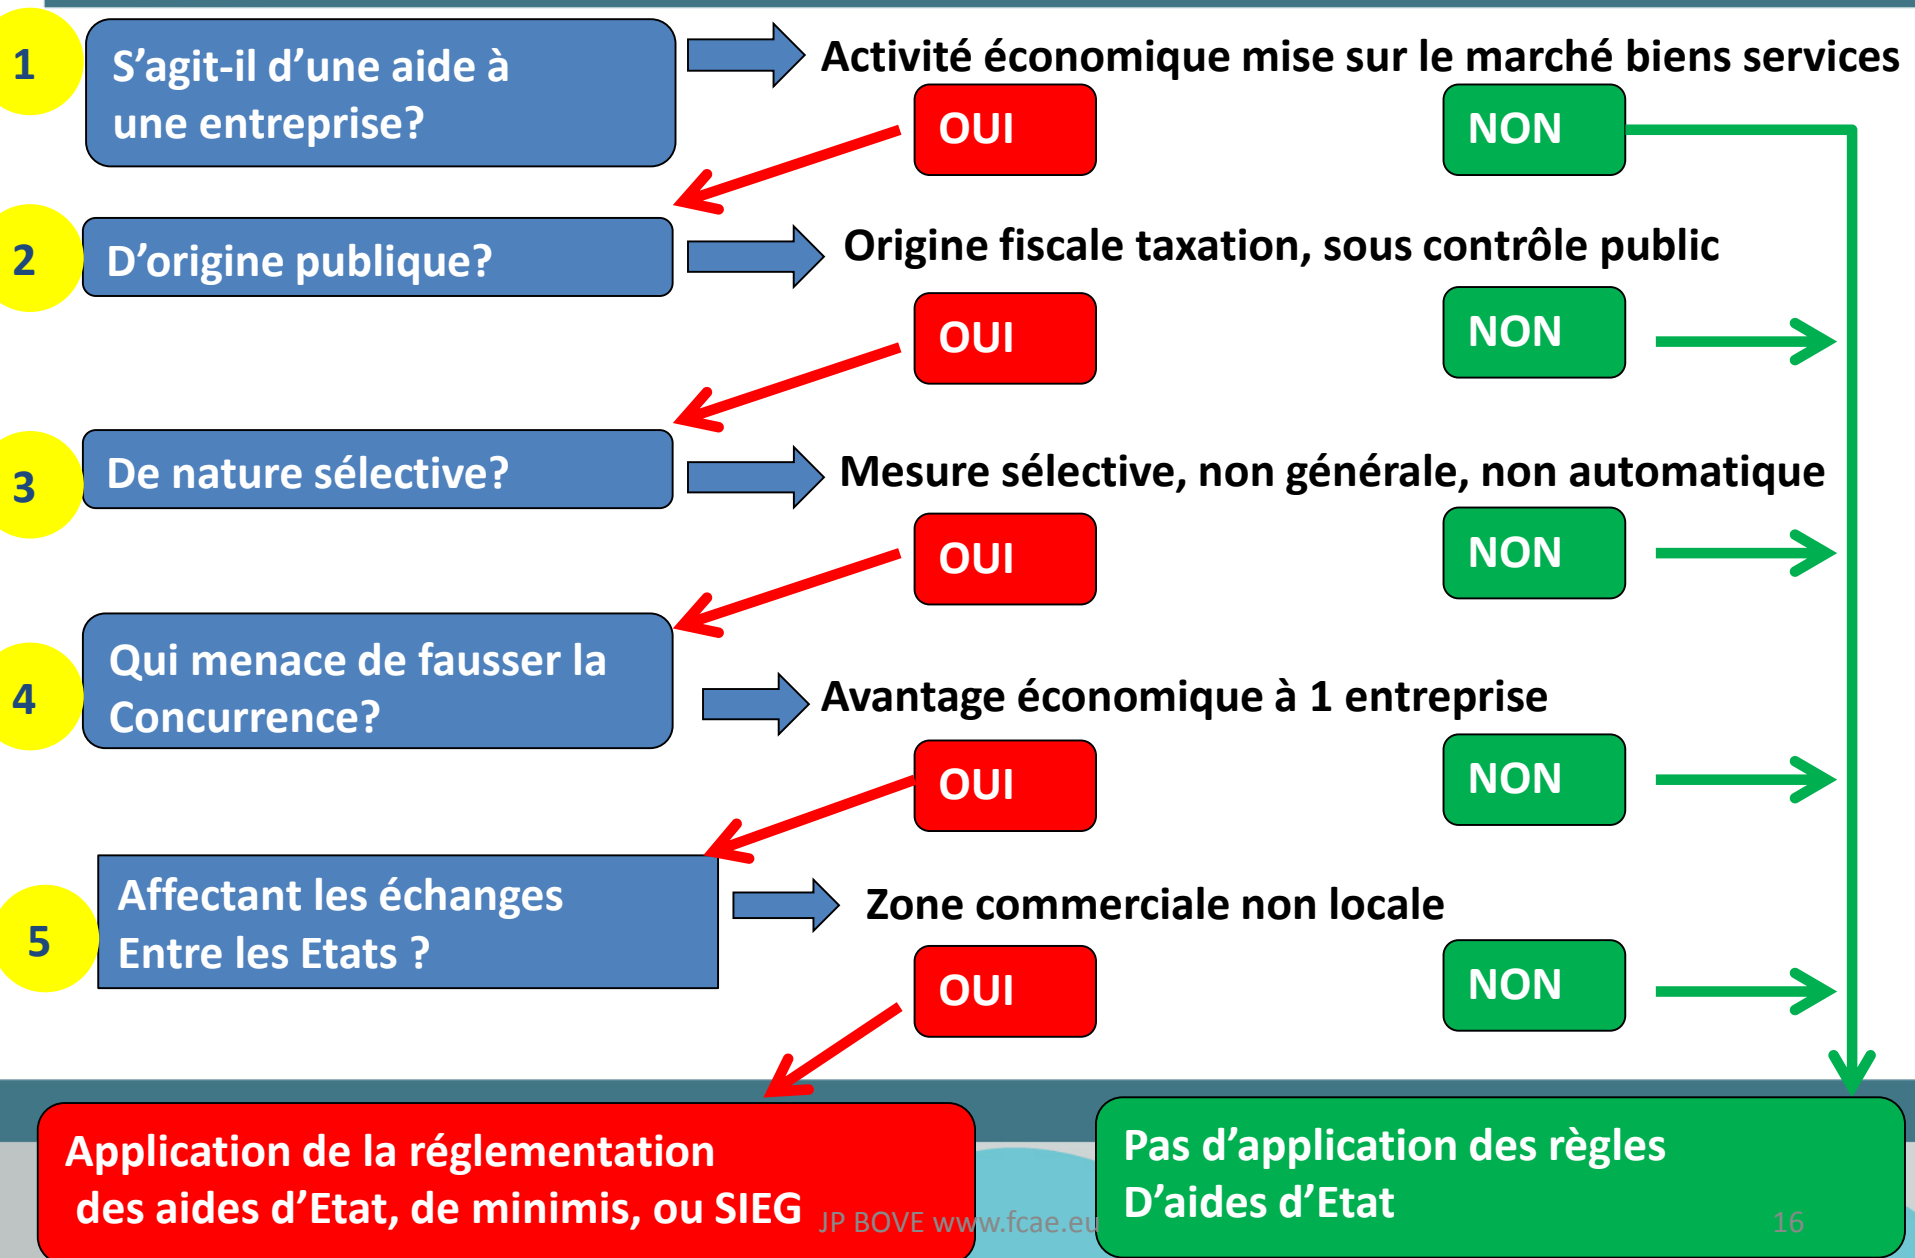 1
S’agit-il d’une aide à
une entreprise?
Activité économique mise sur le marché biens services
OUI
NON
2
D’origine publique?
Origine fiscale taxation, sous contrôle public
OUI
NON
3
De nature sélective?
Mesure sélective, non générale, non automatique
OUI
NON
4
Qui menace de fausser la
Concurrence?
Avantage économique à 1 entreprise
OUI
NON
5
Affectant les échanges
Entre les Etats ?
Zone commerciale non locale
OUI
NON
Application de la réglementation
des aides d’Etat, de minimis, ou SIEG
Pas d’application des règles
D’aides d’Etat
JP BOVE www.fcae.eu
16